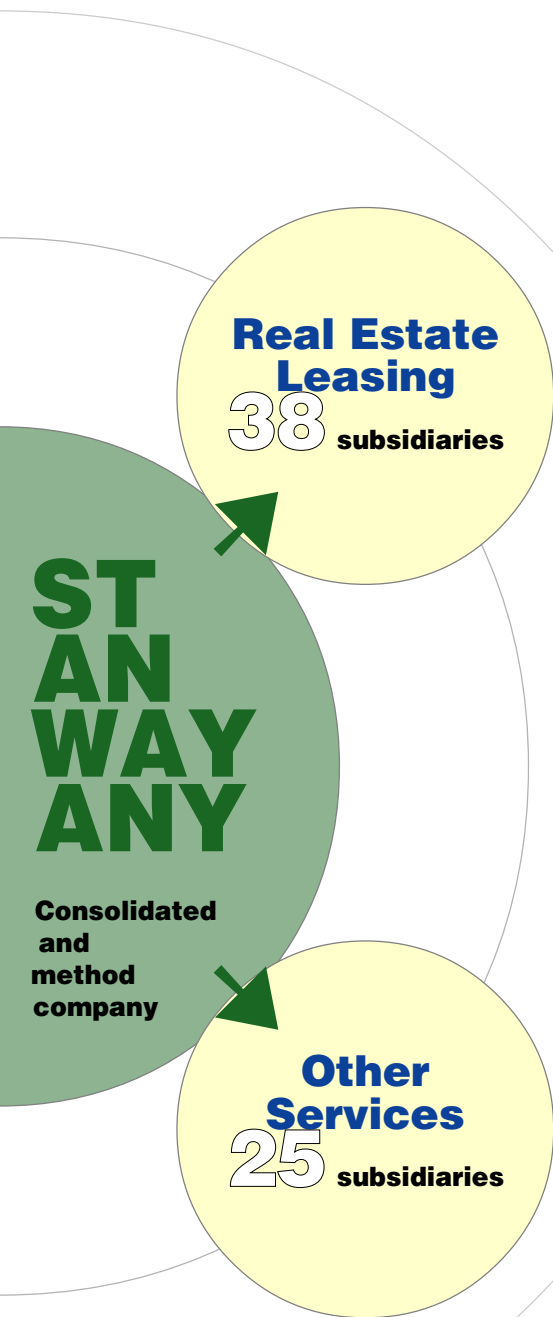 Real Estate
Leasing
38 subsidiaries
ST
AN
WAY
ANY
Consolidated
and
method
company
Other
Services
25 subsidiaries